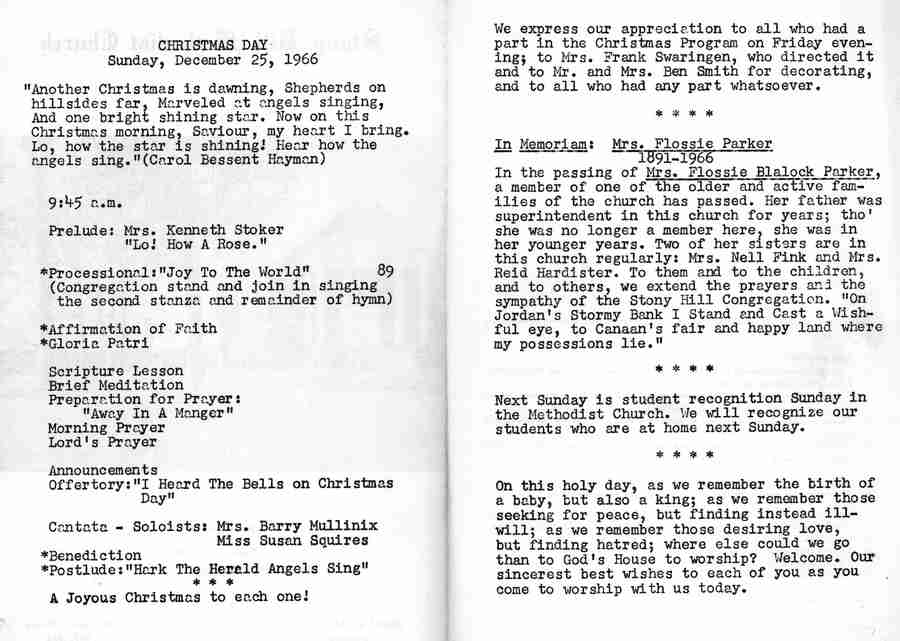 CHRISTMAS DAY
Sunday, December 25, 1966
"Another Christmas is dawning, Shepherds on
hillsides far, Marveled at angels singing,
And one bright shining star. Now on this
Christmas morning, Saviour, my heart I bring.
Lo, how the star is shining! Hear how the
angels sing."(Carol Bessent Hayman)
9:45 a.m.
Prelude: Mrs. Kenneth Stoker
"Lo! How A Rose."
*Processional:"Joy To The World" 89
(Congregation stand and join in singing
the second stanza and remainder of hymn)
*Affirmation of Faith
*Gloria Patri
Scripture Lesson
Brief Meditation
Preparation for Prayer:
"Away In A Manger"
Morning Prayer
Lord's Prayer
Announcements
Offertory:"I Heard The Bells on Christmas
Day"
Cantata - Soloists: Mrs. Barry Mullinix
Miss Susan Squires
*Benediction
*Postlude:"Hark The Herald Angels Sing"
* * *
A Joyous Christmas to each one!
We express our appreciation to all who had a
part in the Christmas Program on Friday even-
ing; to Mrs. Frank Swaringen, who directed it
and to Mr. and Mrs. Ben Smith for decorating,
and to all who had any part whatsoever.
* * * *
In Memoriam: Mrs. Flossie Parker
1891-1966
In the passing of Mrs. Flossie Blalock Parker,
a member of one of the older and active fam-
ilies of the church has passed. Her father was
superintendent in this church for years; tho'
she was no longer a member here, she was in
her younger years. Two of her sisters are in
this church regularly: Mrs. Nell Fink and Mrs.
Reid Hardister. To them and to the children,
and to others, we extend the prayers and the
sympathy of the Stony Hill Congregation. "On
Jordan's Stormy Bank I Stand and Cast a Wish-
ful eye, to Canaan's fair and happy land where
my possessions lie."
* * * *
Next Sunday is student recognition Sunday in
the Methodist Church. We will recognize our
students who are at home next Sunday.
* * * *
On this holy day, as we remember the birth of
a baby, but also a king; as we remember those
seeking for peace, but finding instead ill-
will; as we remember those desiring love,
but finding hatred; where else could we go
than to God's House to worship? Welcome. Our
sincerest best wishes to each of you as you
come to worship with us today.